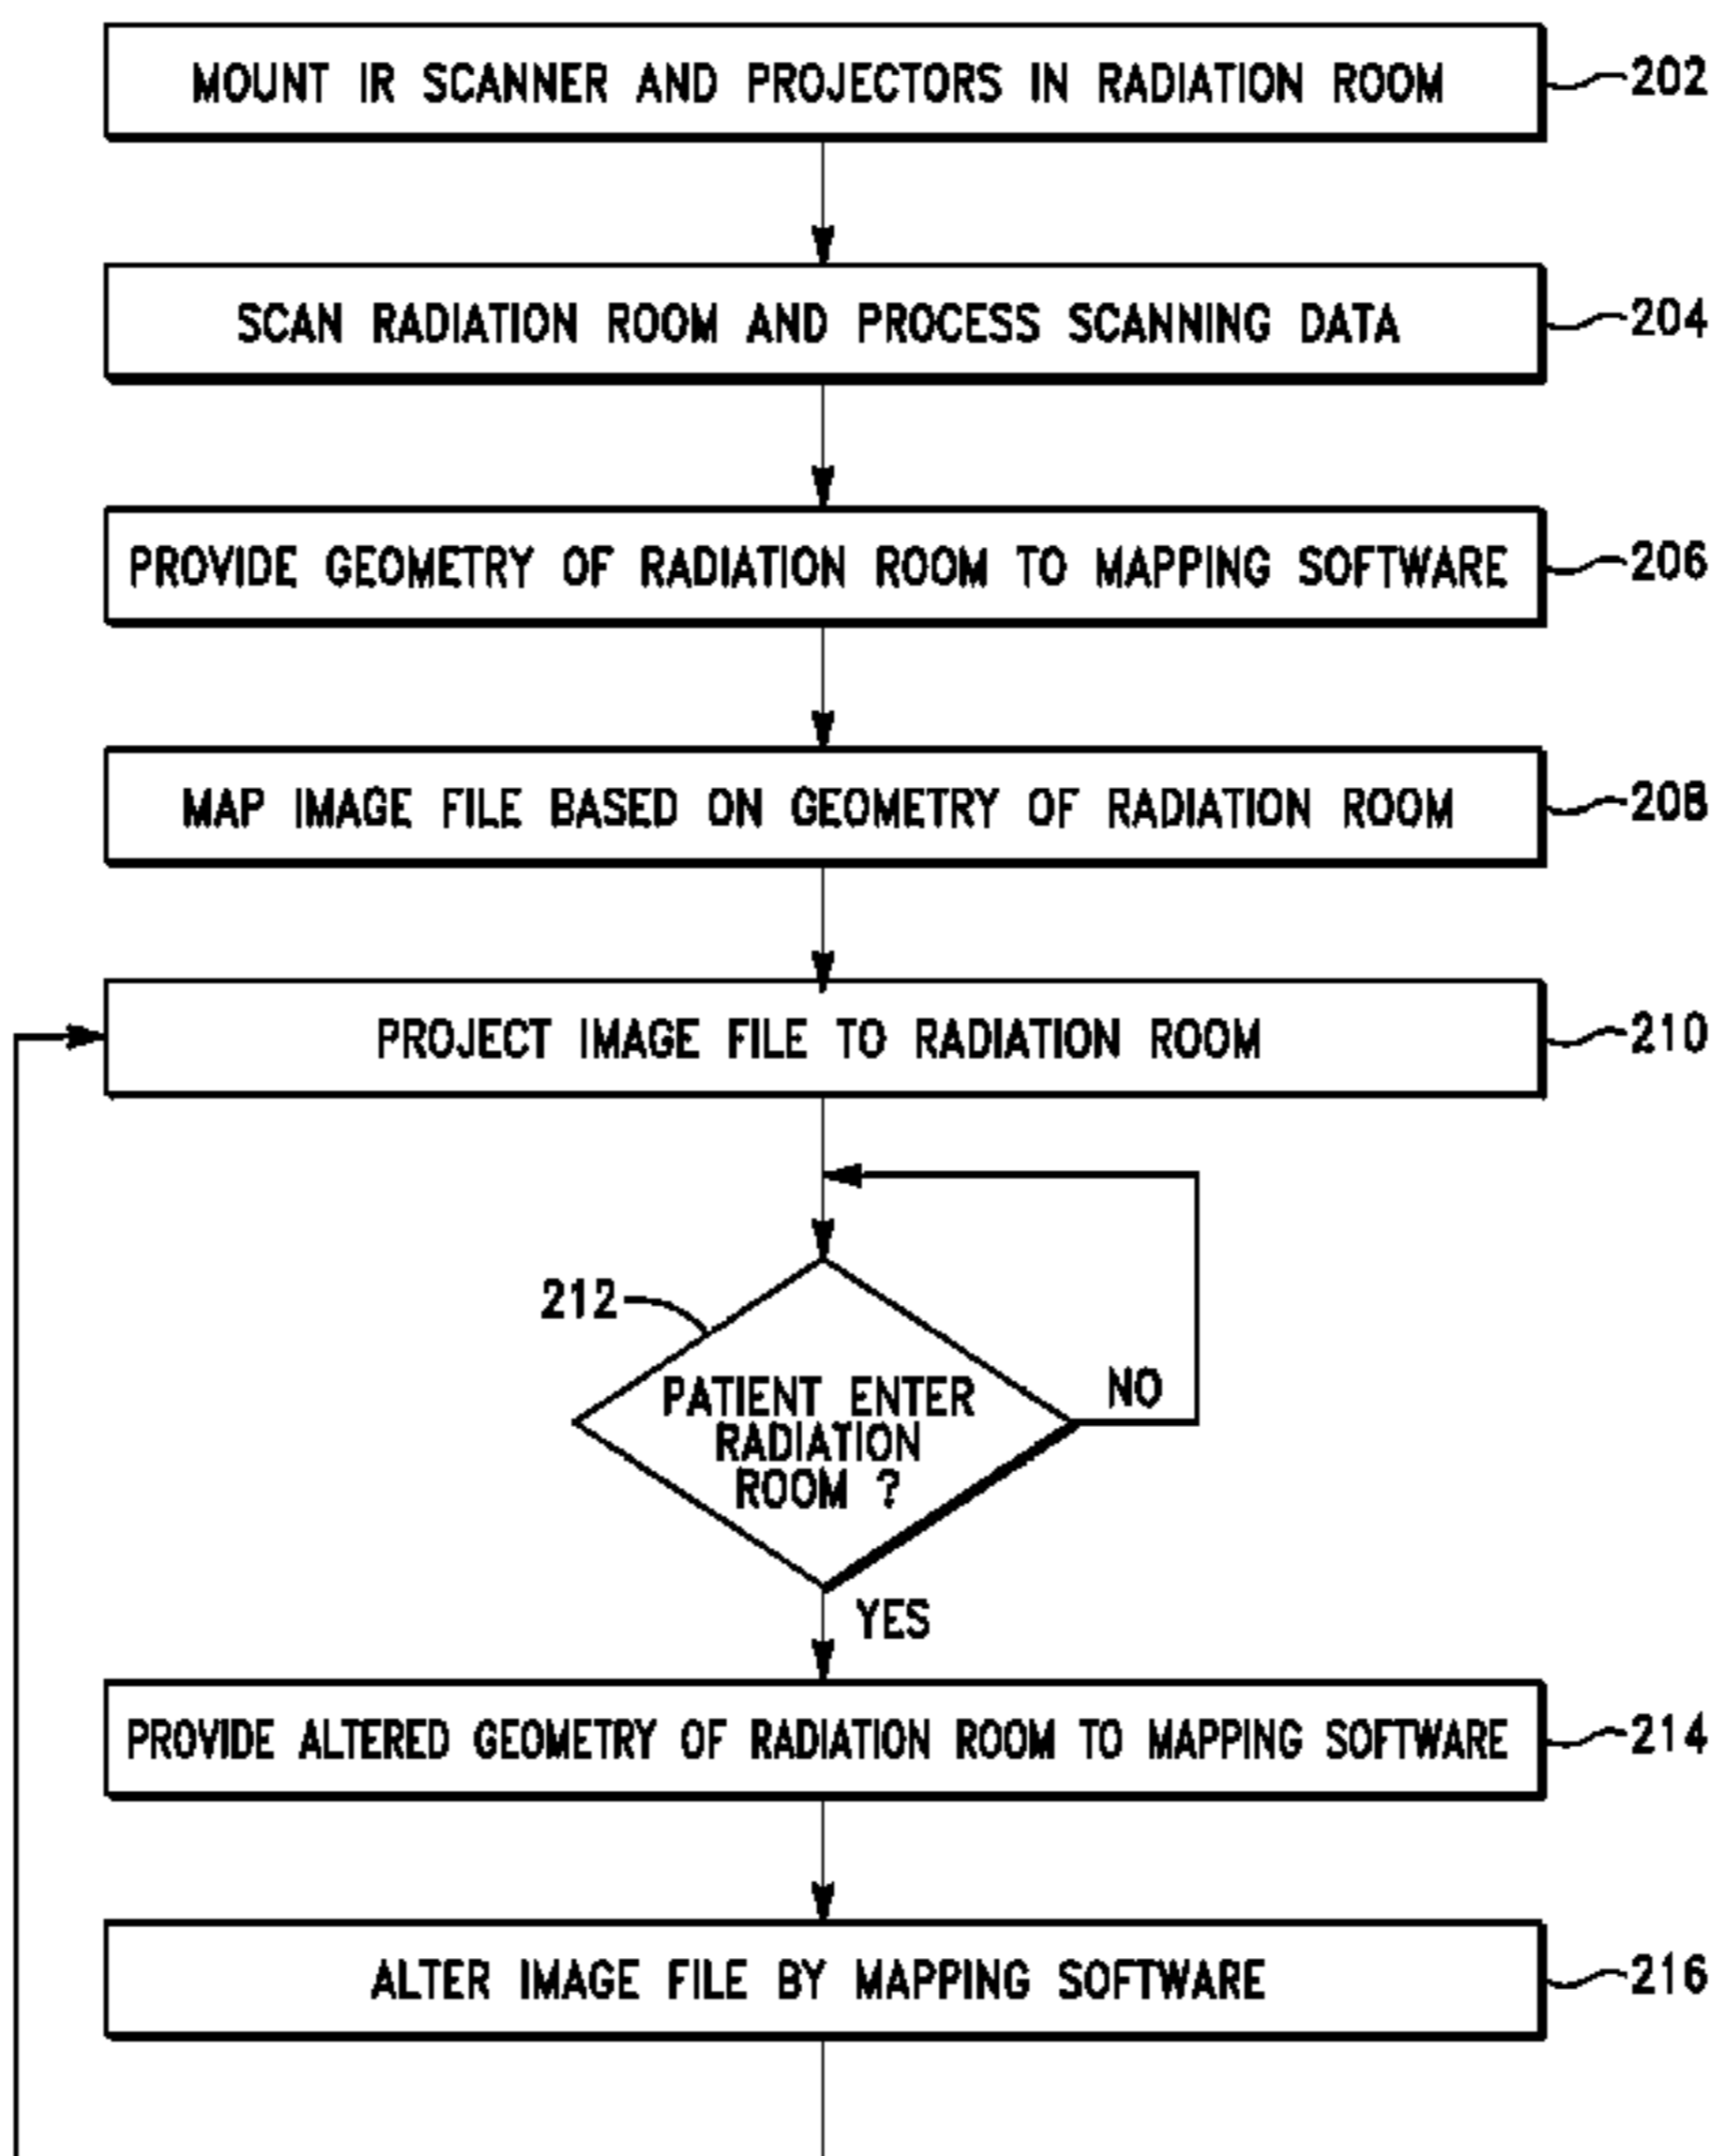 MOUNT IR SCANNER AND PROJECTORS IN RADIATION ROOM
202
SCAN RADIATION ROOM AND PROCESS SCANNING DATA
204
PROVIDE GEOMETRY OF RADIATION ROOM TO MAPPING SOFTWARE
206
MAP IMAGE FILE BASED ON GEOMETRY OF RADIATION ROOM
208
PROJECT IMAGE FILE TO RADIATION ROOM
210
212
PATIENT ENTER
RADIATION
ROOM ?
NO
YES
PROVIDE ALTERED GEOMETRY OF RADIATION ROOM TO MAPPING SOFTWARE
214
ALTER IMAGE FILE BY MAPPING SOFTWARE
216